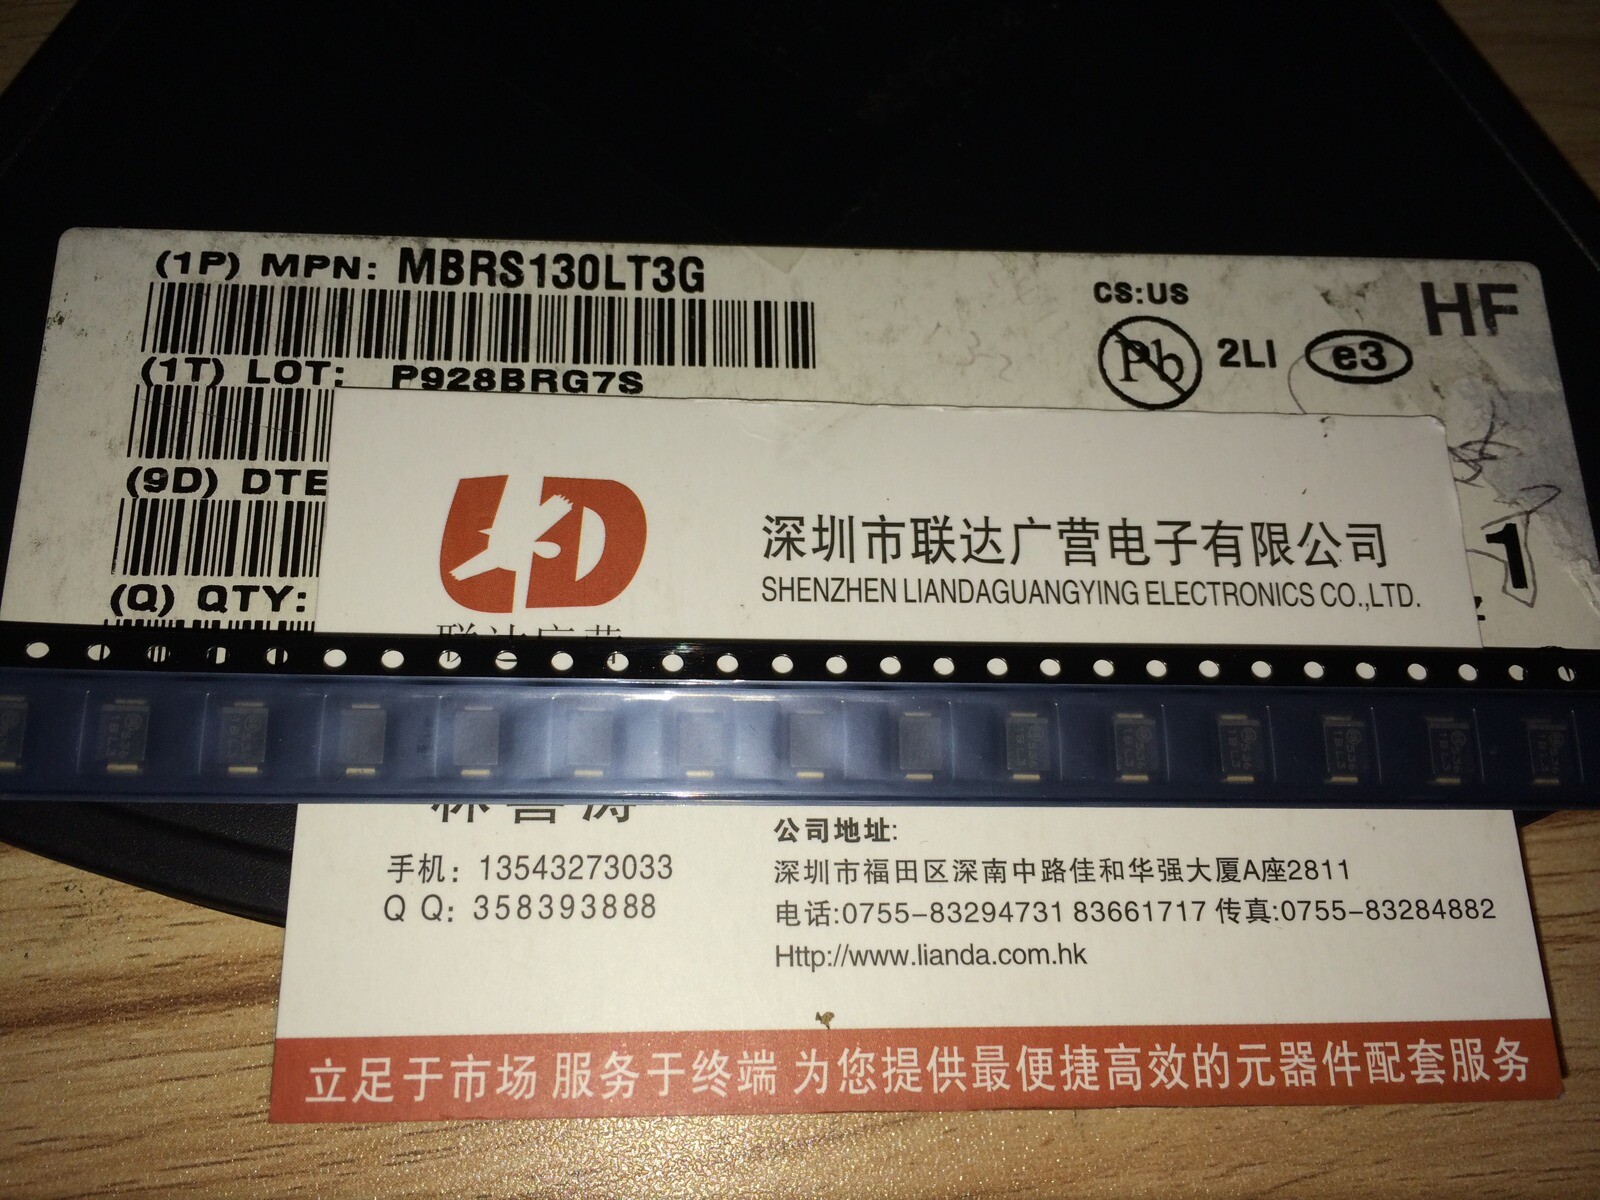 (1P) MPN: MBRS130LT3G
CS:US
HF
Pb
2LI
e3
(1T) LOT: P928BRG7S
(9D) DTE
1
(Q) QTY:
LD
深圳市联达广营电子有限公司
SHENZHEN LIANDAGUANGYING ELECTRONICS CO.,LTD.
联达广营
公司地址:
手机: 13543273033
深圳市福田区深南中路佳和华强大厦A座2811
Q Q: 358393888
电话:0755-83294731 83661717 传真:0755-83284882
Http://www.lianda.com.hk
立足于市场 服务于终端 为您提供最便捷高效的元器件配套服务